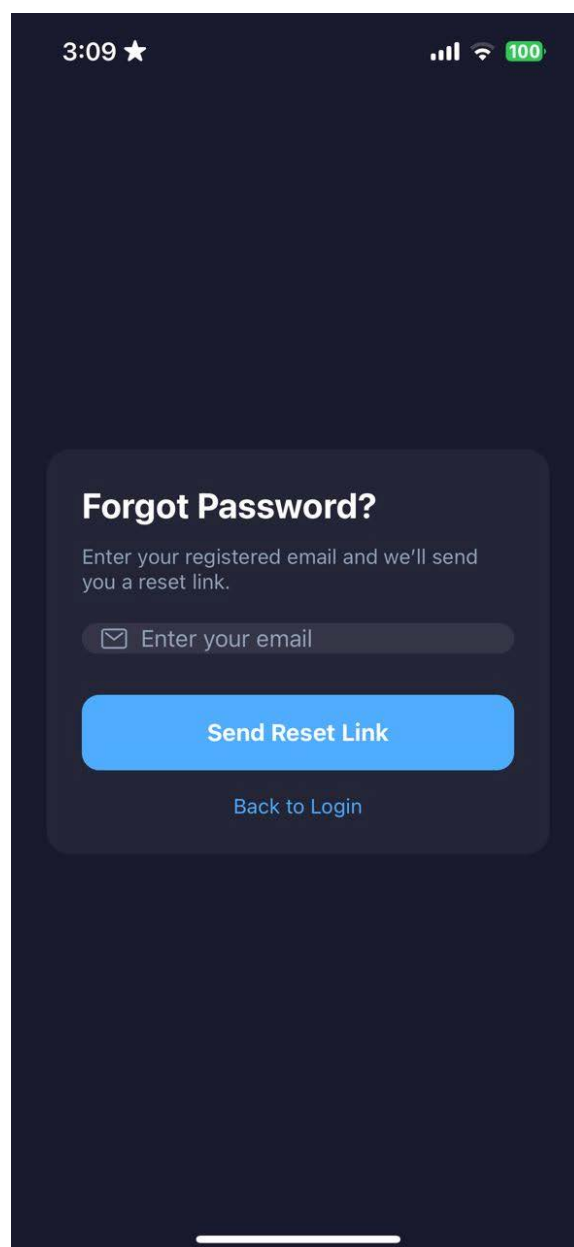 3:09
100
Forgot Password?
Enter your registered email and we'll send
you a reset link.
Enter your email
Send Reset Link
Back to Login